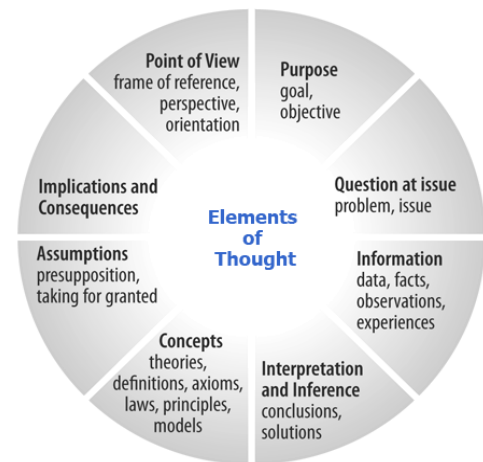 Point of View
frame of reference,
perspective,
orientation
Purpose
goal,
objective
Question at issue
problem, issue
Information
data, facts,
observations,
experiences
Interpretation
and Inference
conclusions,
solutions
Concepts
theories,
definitions, axioms,
laws, principles,
models
Assumptions
presupposition,
taking for granted
Implications and
Consequences
Elements
of
Thought